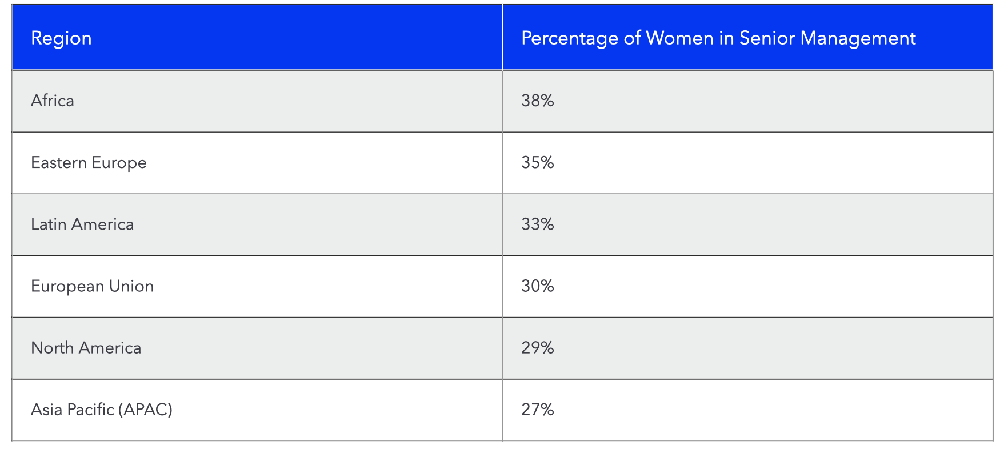 Region Percentage of Women in Senior Management
Africa 38%
Eastern Europe 35%
Latin America 33%
European Union 30%
North America 29%
Asia Pacific (APAC) 27%